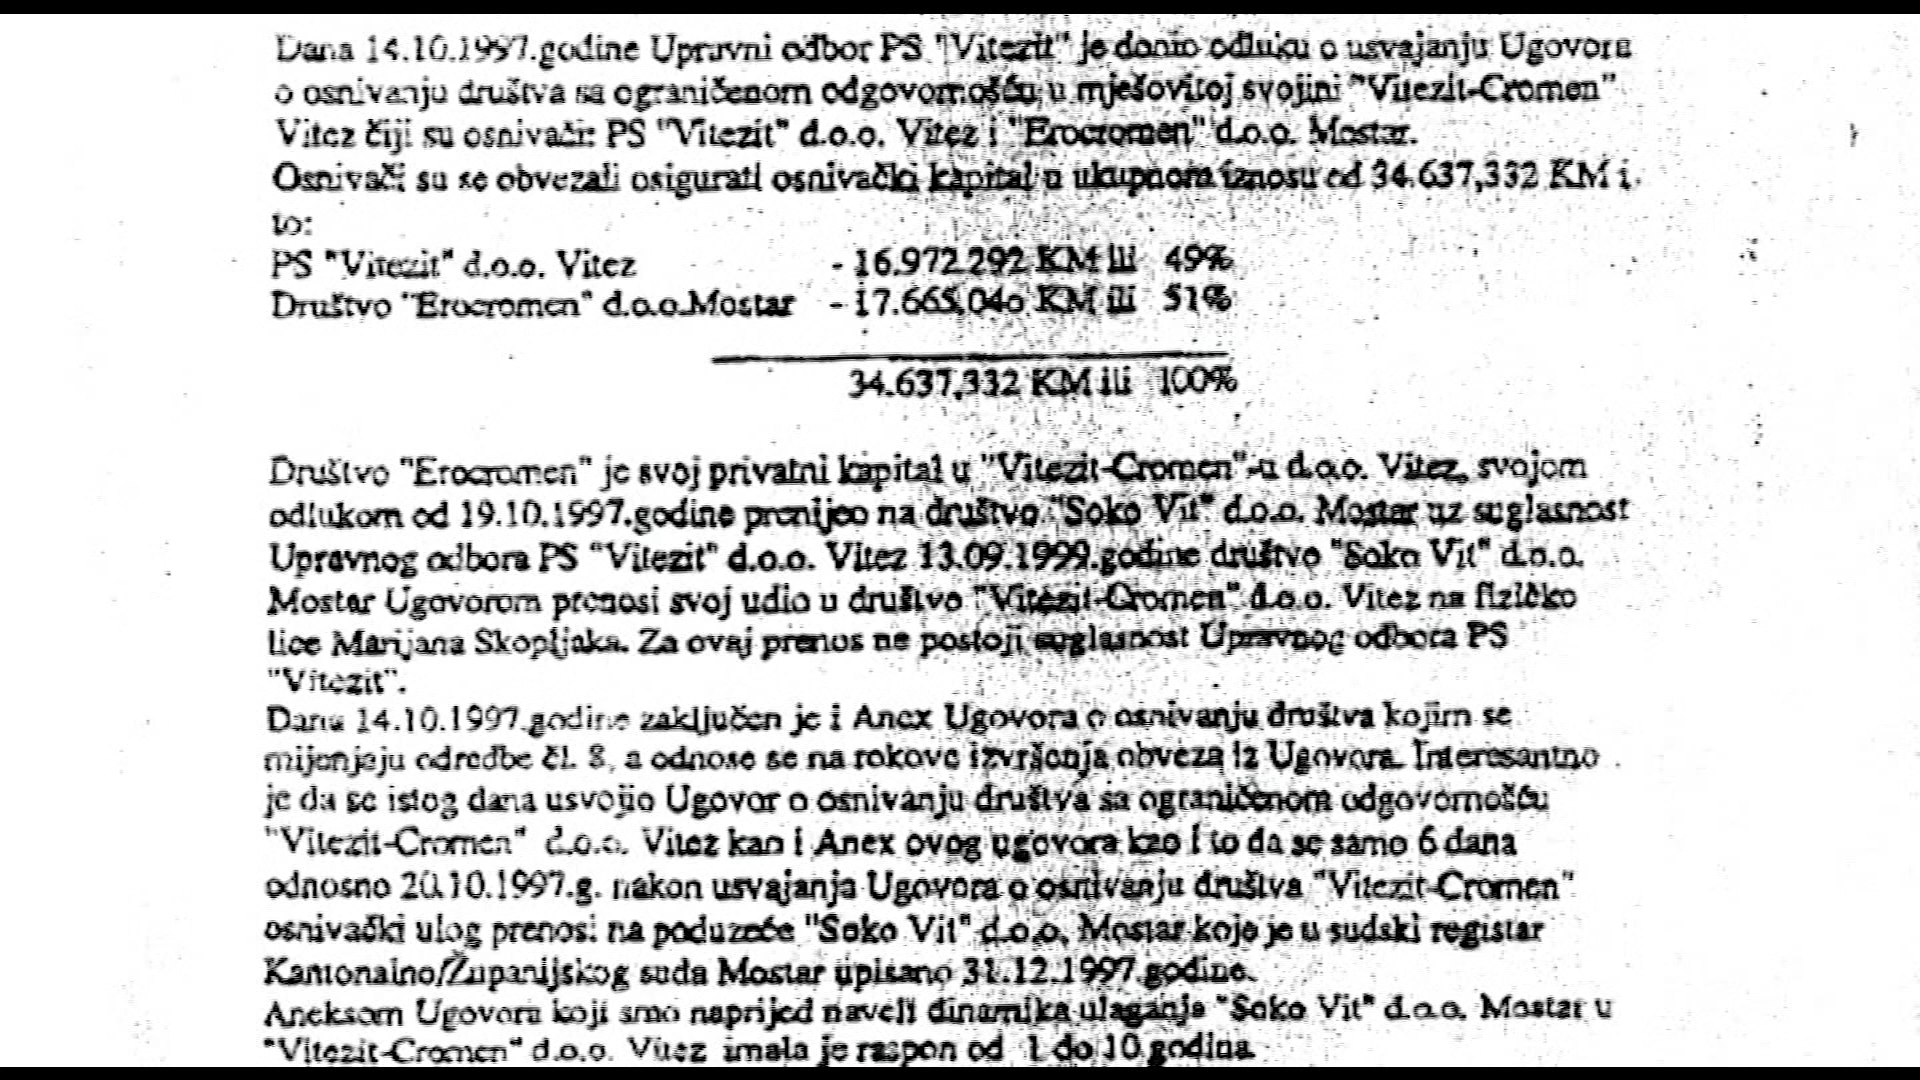 Dana 14.10.1997.godine Upravni odbor PS "Vitezit" je donio odluku o usvajanju Ugovora
o osnivanju društva sa ograničenom odgovornošću u mješovitoj svojini "Vitezit-Cromen"
Vitez čiji su osnivači: PS "Vitezit" d.o.o. Vitez i "Erocromen" d.o.o. Mostar.
Osnivači su se obvezali osigurati osnivački kapital u ukupnom iznosu od 34.637,332 KM i
to:
PS "Vitezit" d.o.o. Vitez - 16.972.292 KM ili 49%
Društvo "Erocromen" d.o.o.Mostar - 17.665,040 KM ili 51%
34.637,332 KM ili 100%
Društvo "Erocromen" je svoj privatni kapital u "Vitezit-Cromen"-u d.o.o. Vitez, svojom
odlukom od 19.10.1997.godine prenijeo na društvo "Soko Vit" d.o.o. Mostar uz suglasnost
Upravnog odbora PS "Vitezit" d.o.o. Vitez 13.09.1999.godine društvo "Soko Vit" d.o.o.
Mostar Ugovorom prenosi svoj udio u društvo "Vitezit-Cromen" d.o.o. Vitez na fizičko
lice Marijana Skopljaka. Za ovaj prenos ne postoji suglasnost Upravnog odbora PS
"Vitezit".
Dana 14.10.1997.godine zaključen je i Anex Ugovora o osnivanju društva kojim se
mijenjaju odredbe čl. 8, a odnose se na rokove izvršenja obveza iz Ugovora. Interesantno
je da se istog dana usvojio Ugovor o osnivanju društva sa ograničenom odgovornošću
"Vitezit-Cromen" d.o.o. Vitez kao i Anex ovog ugovora kao i to da se samo 6 dana
odnosno 20.10.1997.g. nakon usvajanja Ugovora o osnivanju društva "Vitezit-Cromen"
osnivački ulog prenosi na poduzeće "Soko Vit" d.o.o. Mostar koje je u sudski registar
Kantonalno/Županijskog suda Mostar upisano 31.12.1997.godine.
Aneksom Ugovora koji smo naprijed naveli dinamika ulaganja "Soko Vit" d.o.o. Mostar u
"Vitezit-Cromen" d.o.o. Vitez imala je raspon od 1 do 10 godina.